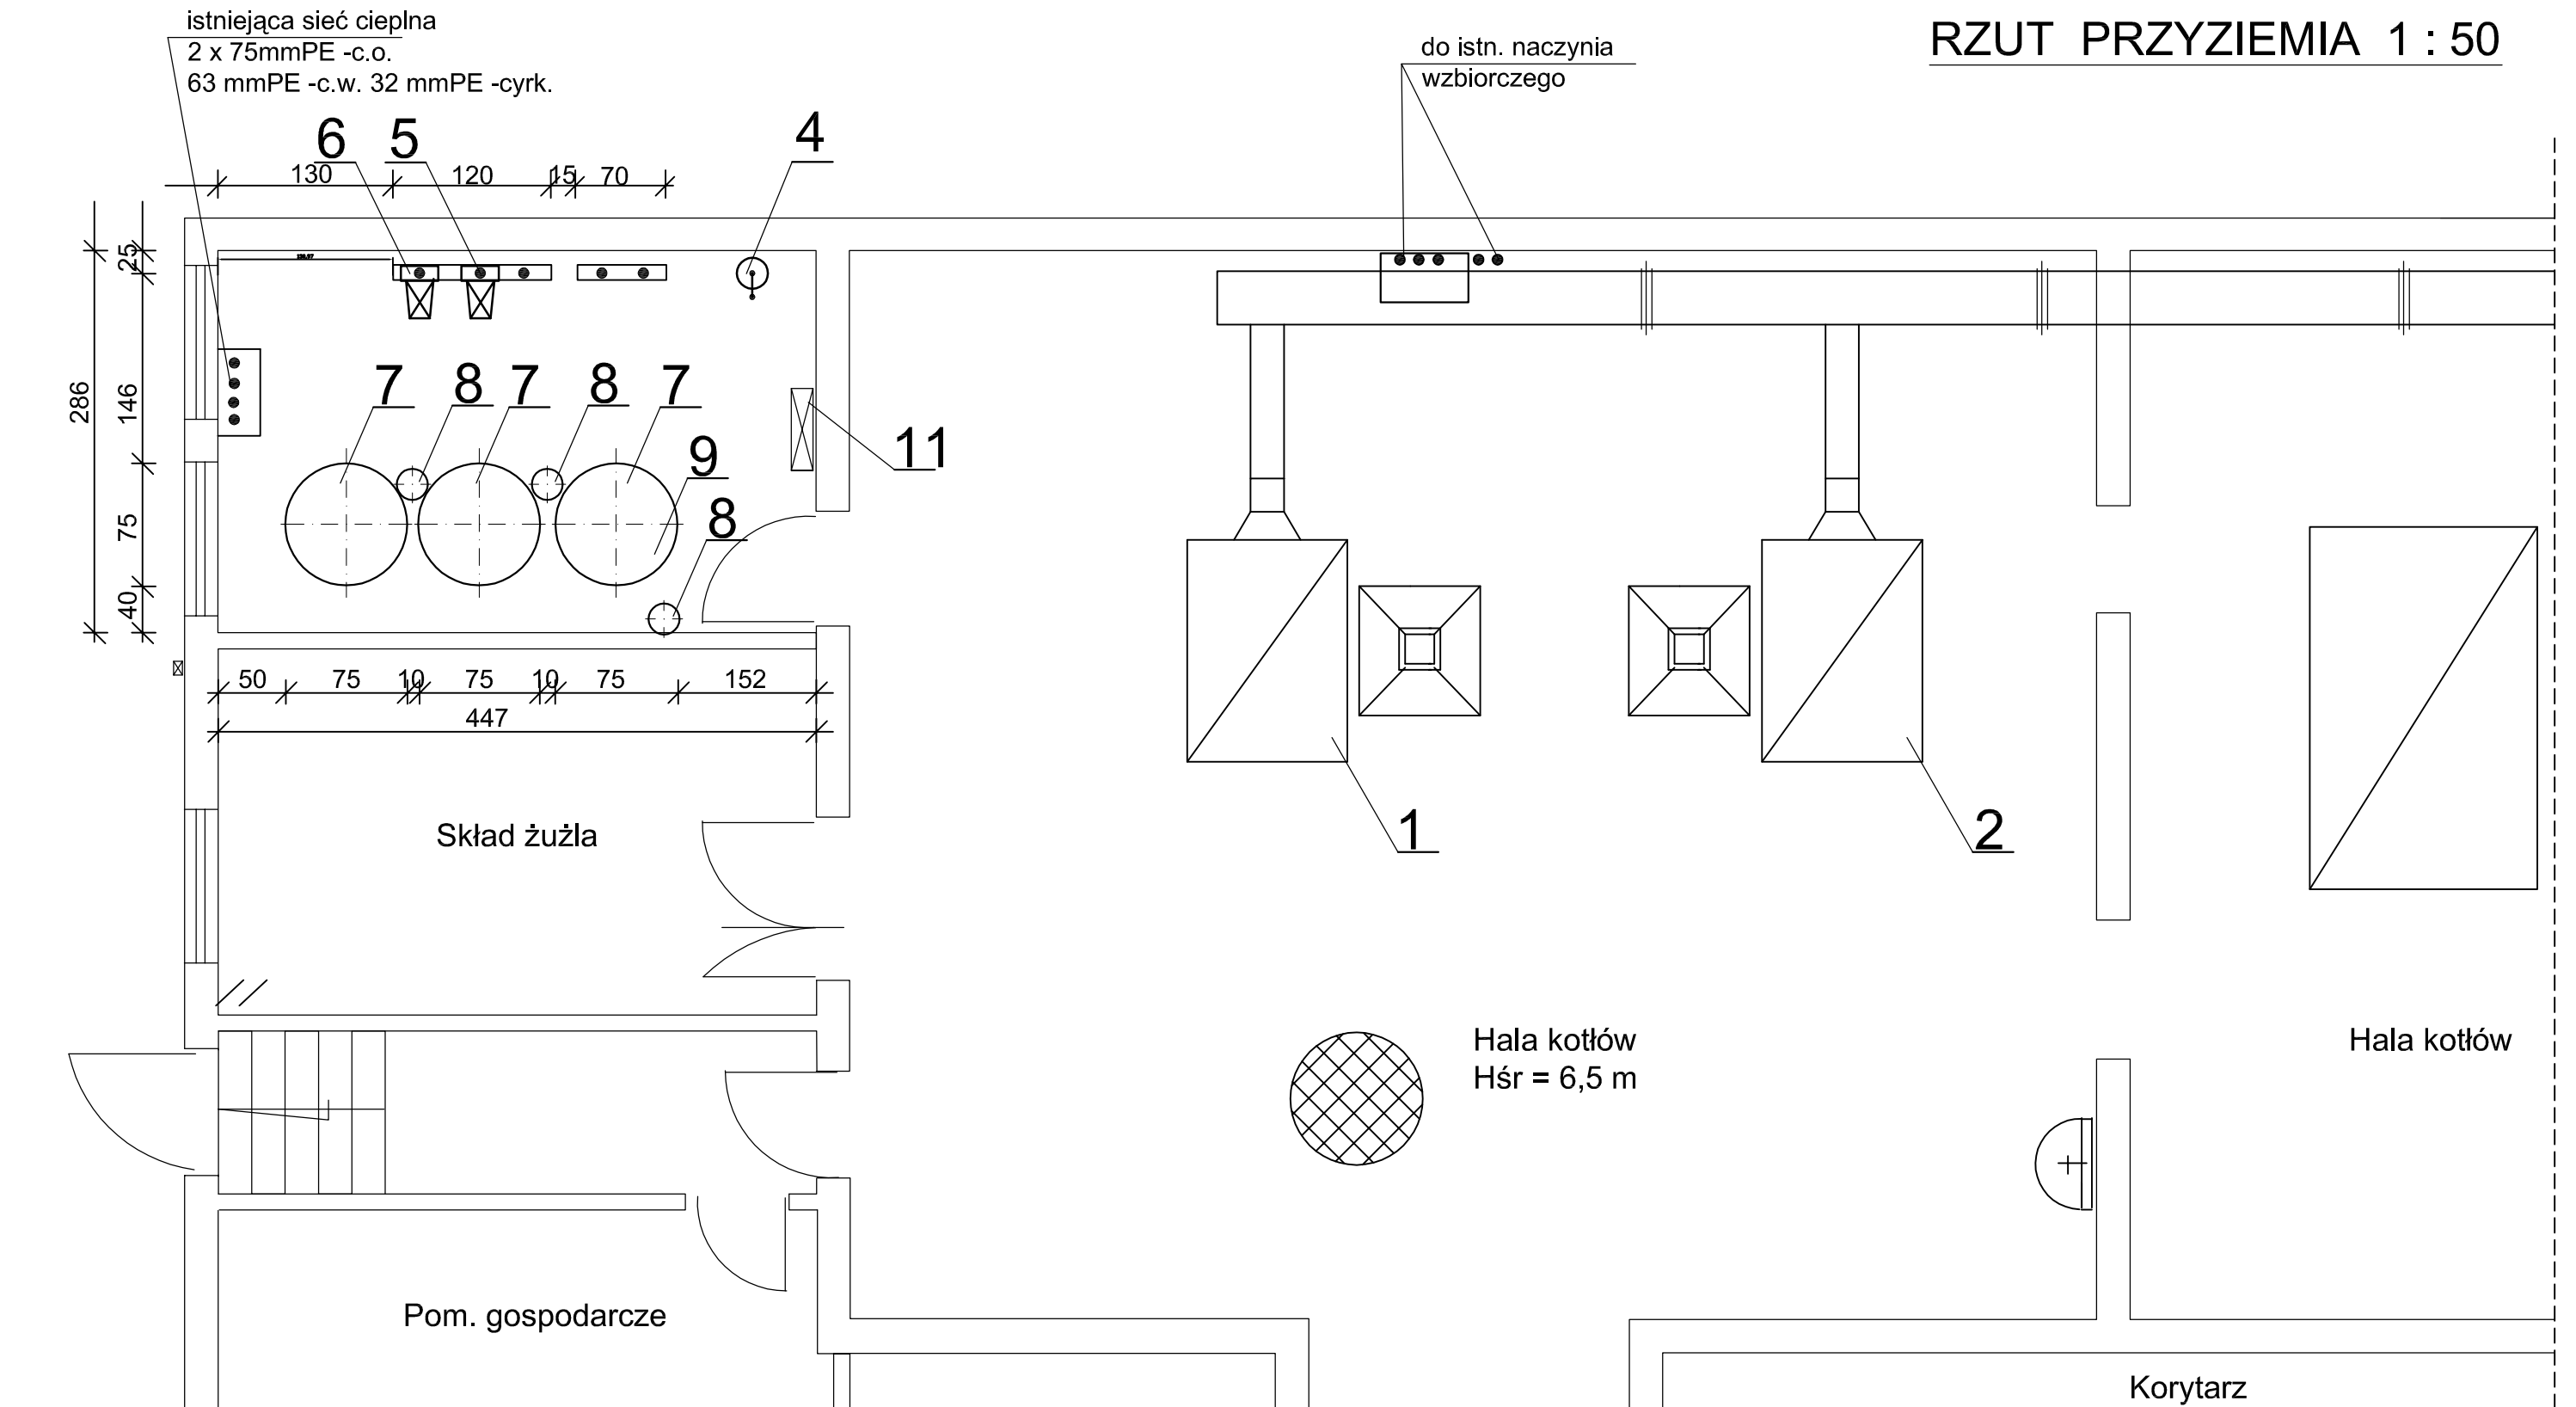 istniejąca sieć cieplna
2 x 75mmPE -c.o.
63 mmPE -c.w. 32 mmPE -cyrk.
do istn. naczynia
wzbiorczego
RZUT PRZYZIEMIA 1 : 50
6
5
4
130
120
15
70
25
286
146
75
40
7
8
7
8
7
9
8
11
50
75
10
75
10
75
152
447
1
2
Skład żużla
Hala kotłów
Hśr = 6,5 m
Hala kotłów
Pom. gospodarcze
Korytarz